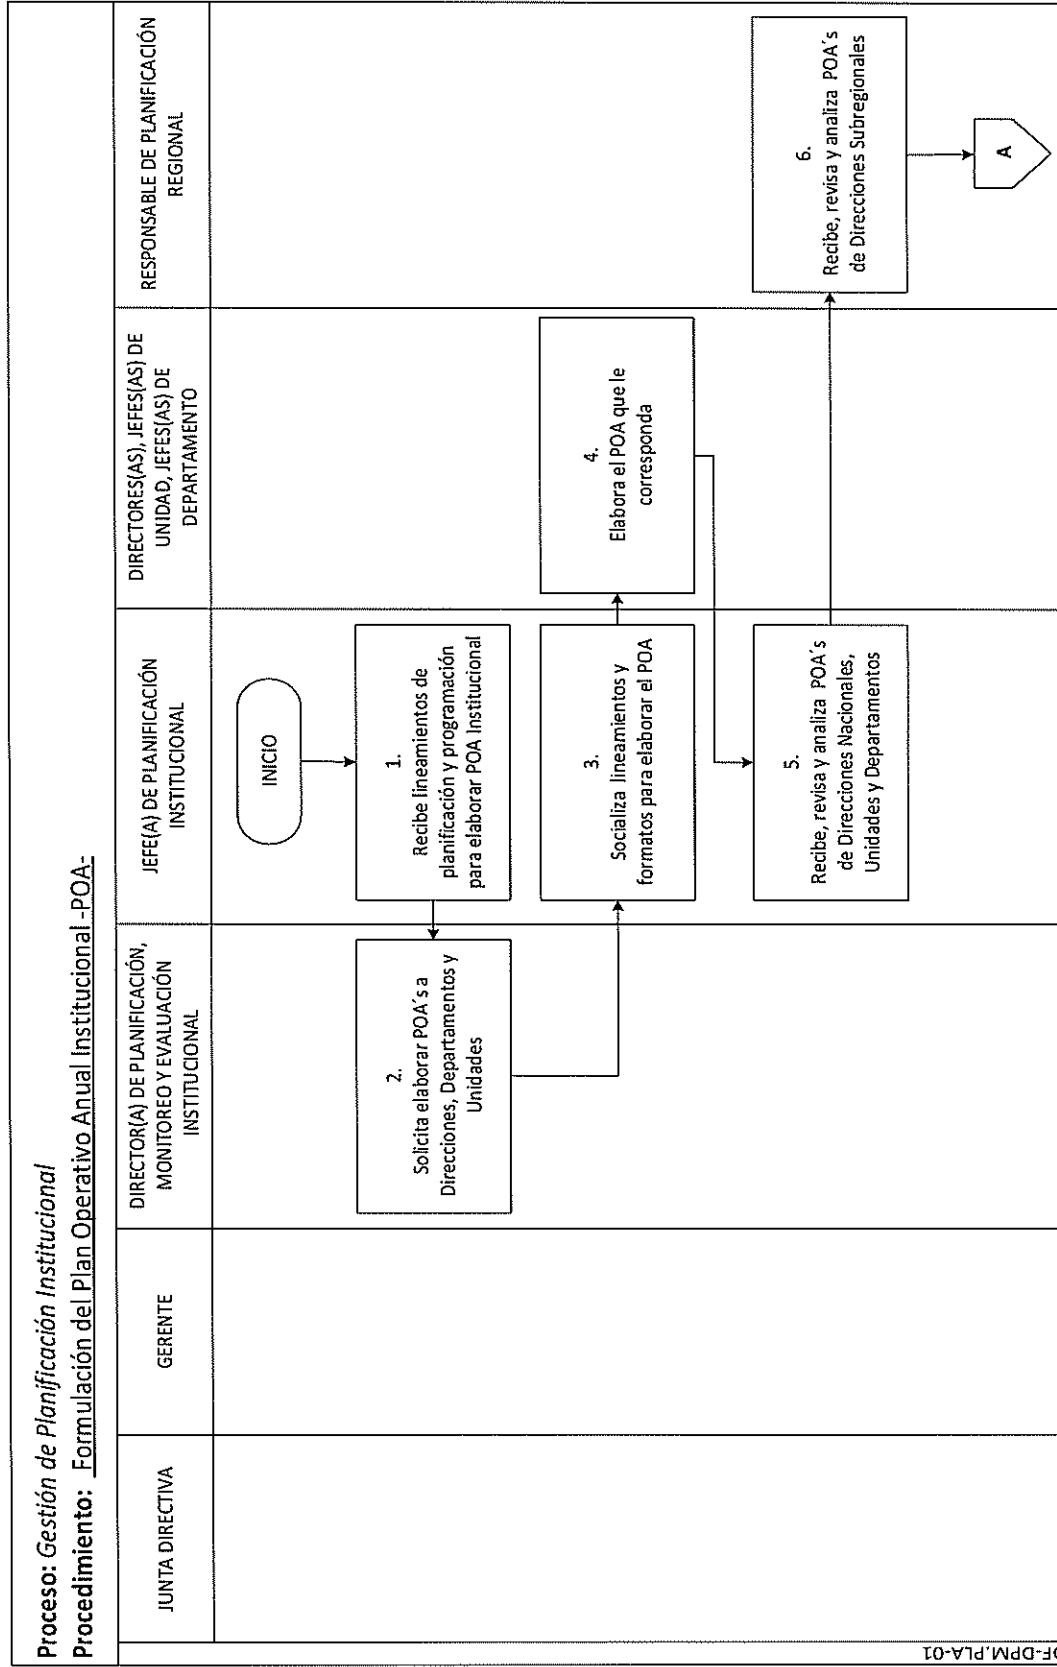 Proceso: Gestión de Planificación Institucional
Procedimiento: Formulación del Plan Operativo Anual Institucional -POA-
JUNTA DIRECTIVA
GERENTE
DIRECTOR(A) DE PLANIFICACIÓN,
MONITOREO Y EVALUACIÓN
INSTITUCIONAL
JEFE(A) DE PLANIFICACIÓN
INSTITUCIONAL
DIRECTORES(AS), JEFES(AS) DE
UNIDAD, JEFES(AS) DE
DEPARTAMENTO
RESPONSABLE DE PLANIFICACIÓN
REGIONAL
INICIO
1.
Recibe lineamientos de
planificación y programación
para elaborar POA Institucional
2.
Solicita elaborar POA´s a
Direcciones, Departamentos y
Unidades
3.
Socializa lineamientos y
formatos para elaborar el POA
4.
Elabora el POA que le
corresponda
5.
Recibe, revisa y analiza POA´s
de Direcciones Nacionales,
Unidades y Departamentos
6.
Recibe, revisa y analiza POA´s
de Direcciones Subregionales
A
DF-DPM.PLA-01